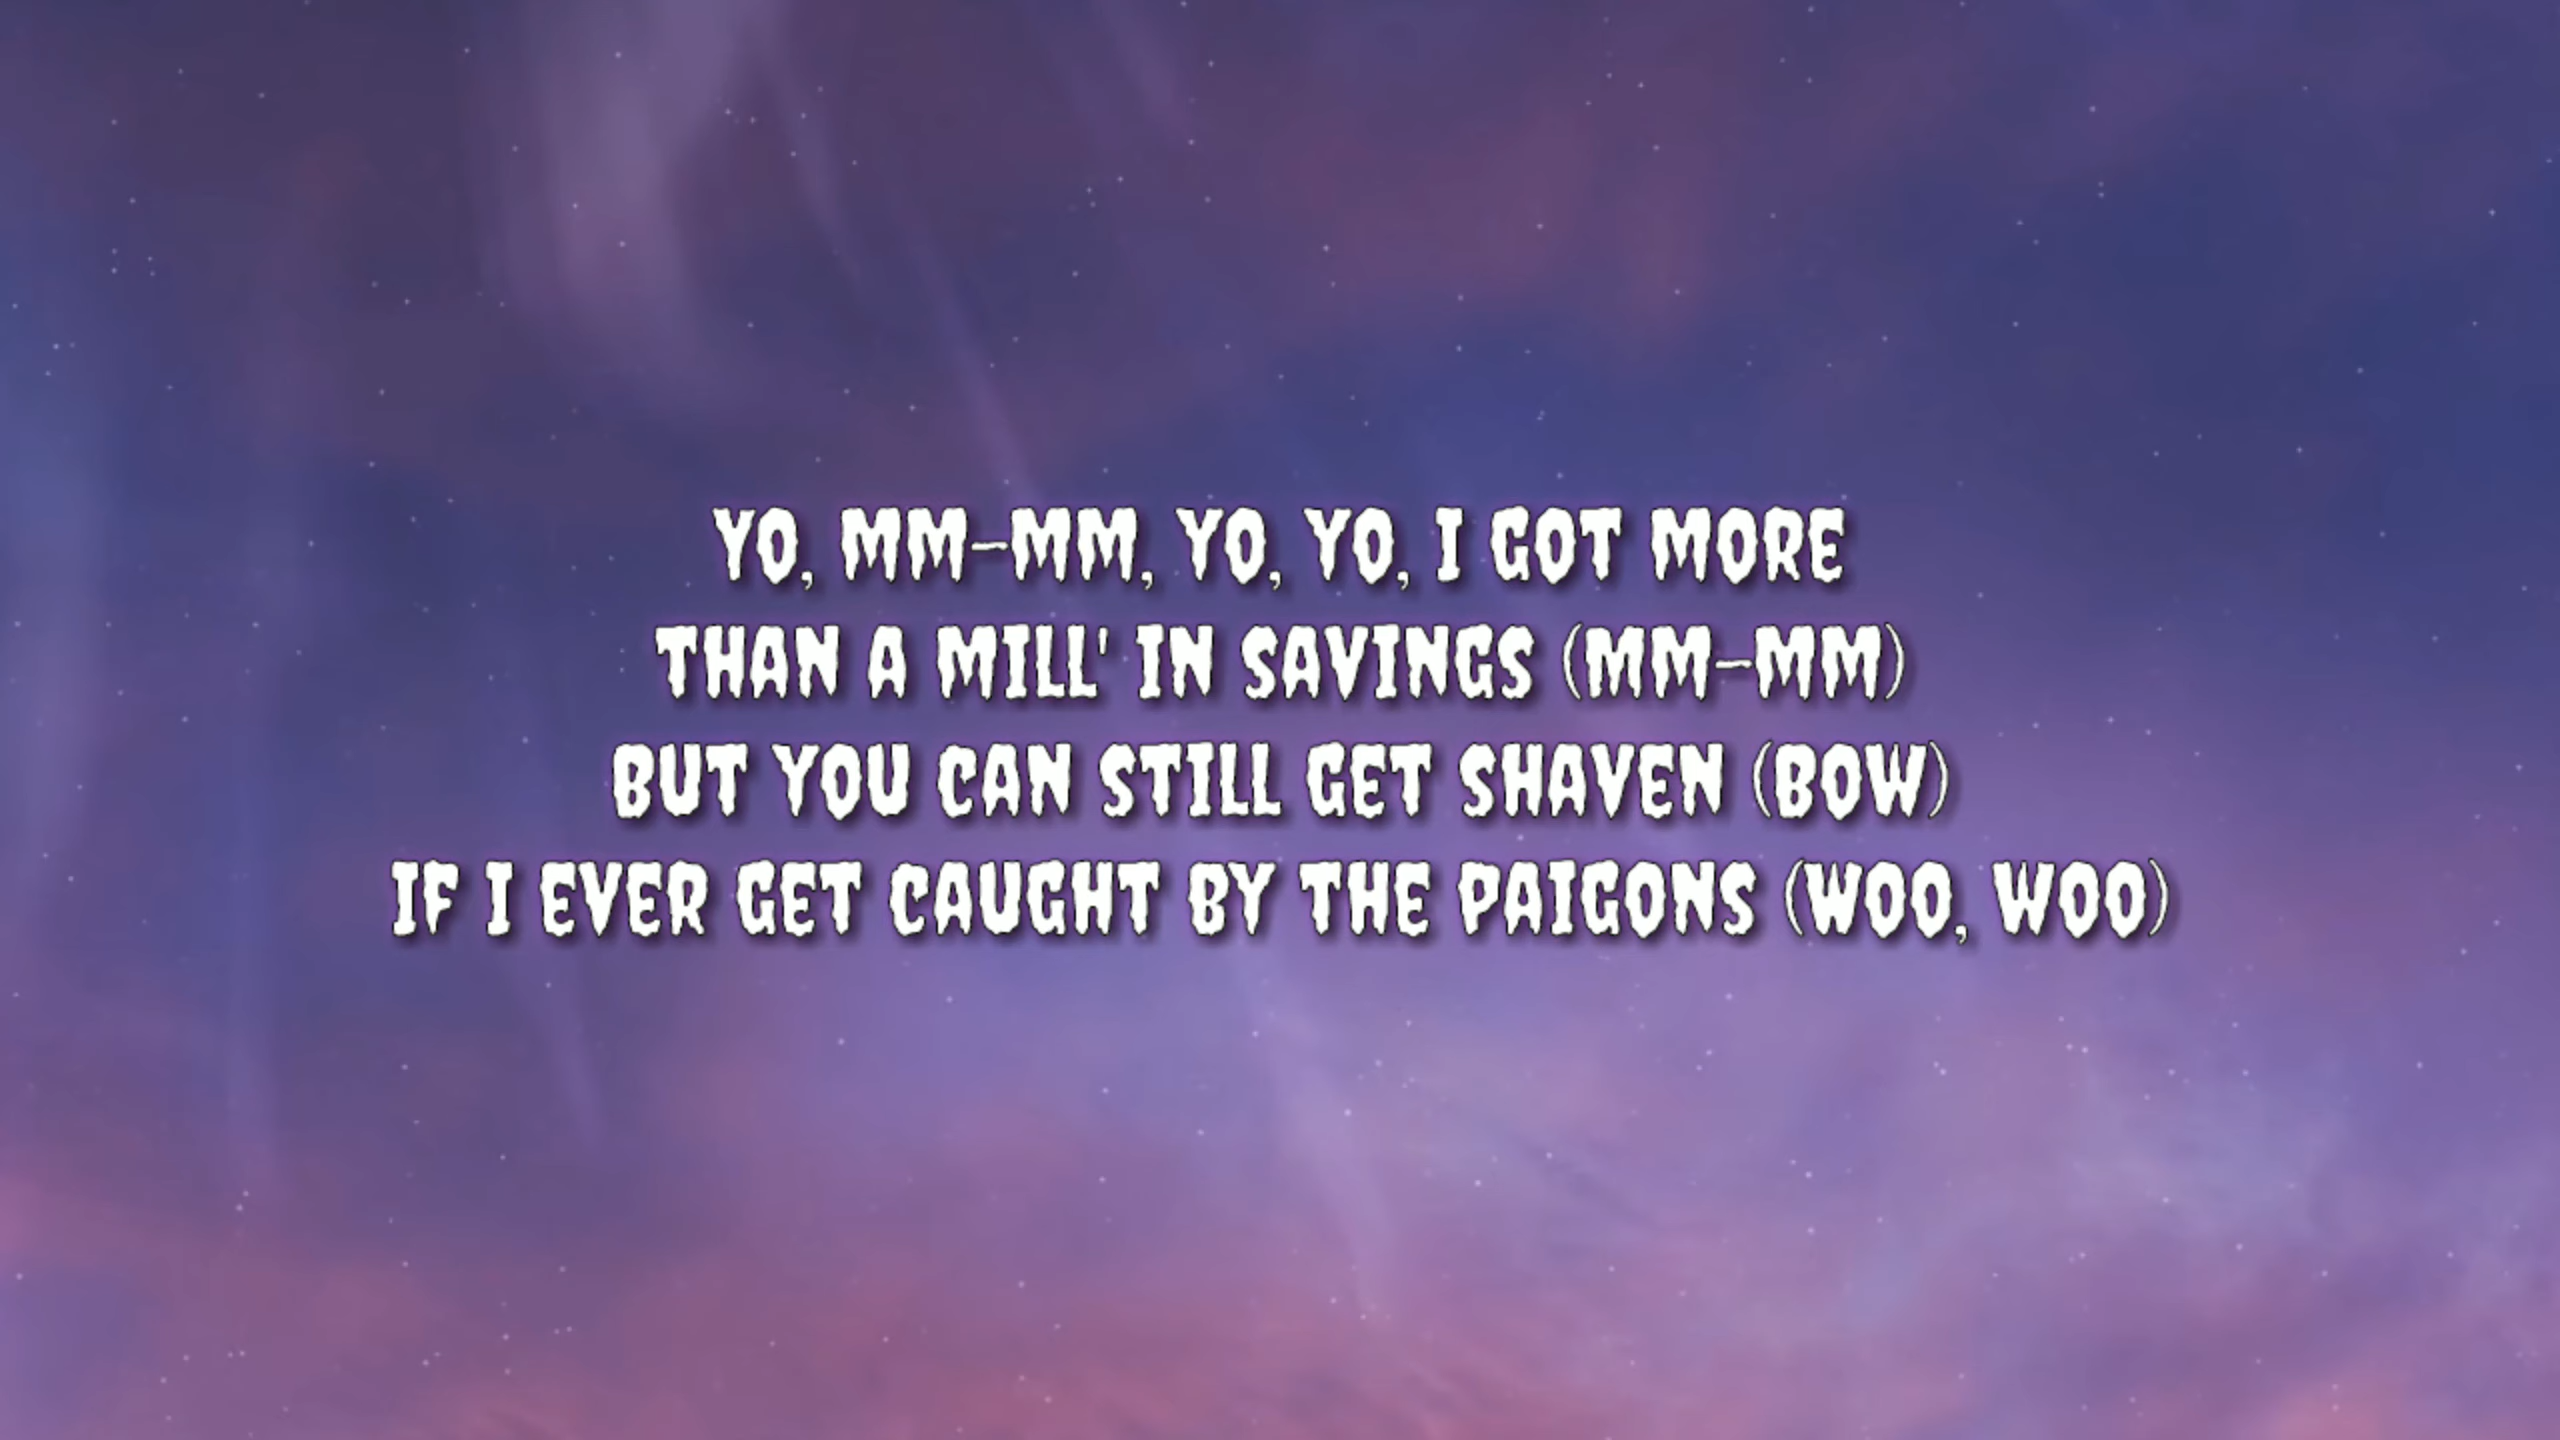 YO, MM-MM, YO, YO, I GOT MORE
THAN A MILL' IN SAVINGS (MM-MM)
BUT YOU CAN STILL GET SHAVEN (BOW)
IF I EVER GET CAUGHT BY THE PAIGONS (WOO, WOO)